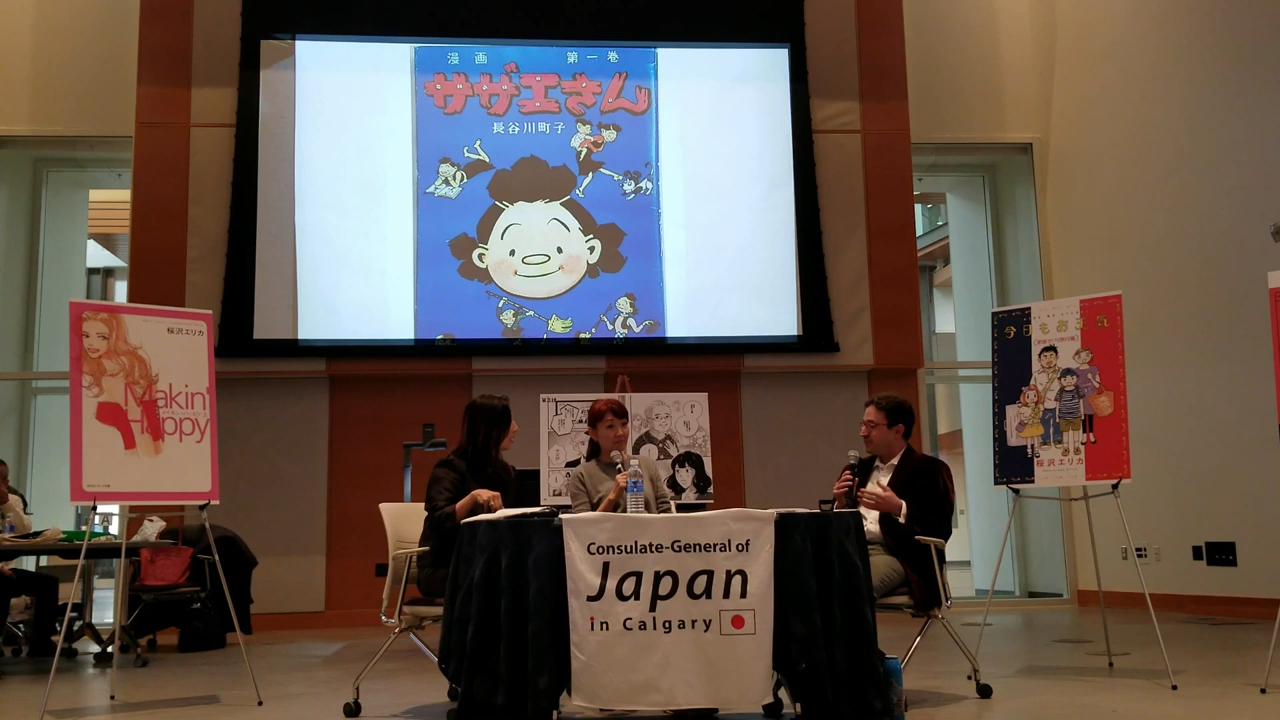 漫画 第一巻
サザエさん
長谷川町子
桜沢エリカ
Makin'
Happy
今日もお天気
桜沢エリカ
Consulate-General of
Japan
in Calgary